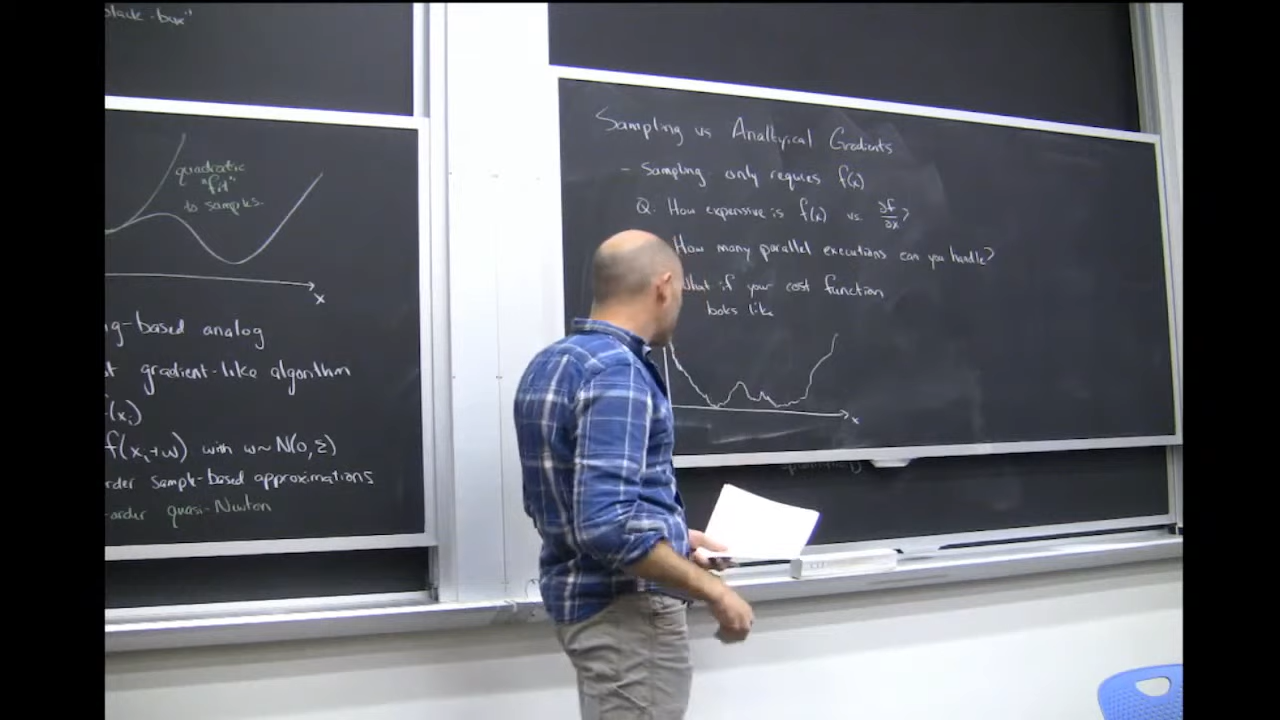 black-box"
quadratic
"fit"
to samples.
x
g-based analog
t gradient-like algorithm
(xᵢ)
f(xᵢ+w) with w~N(0,Σ)
rder sample-based approximations
-order quasi-Newton
Sampling vs Analtyical Gradients
- Sampling only requies f(x)
Q. How expensive is f(x) vs. ∂f/∂x?
How many parallel executions can you handle?
What if your cost function
looks like
x